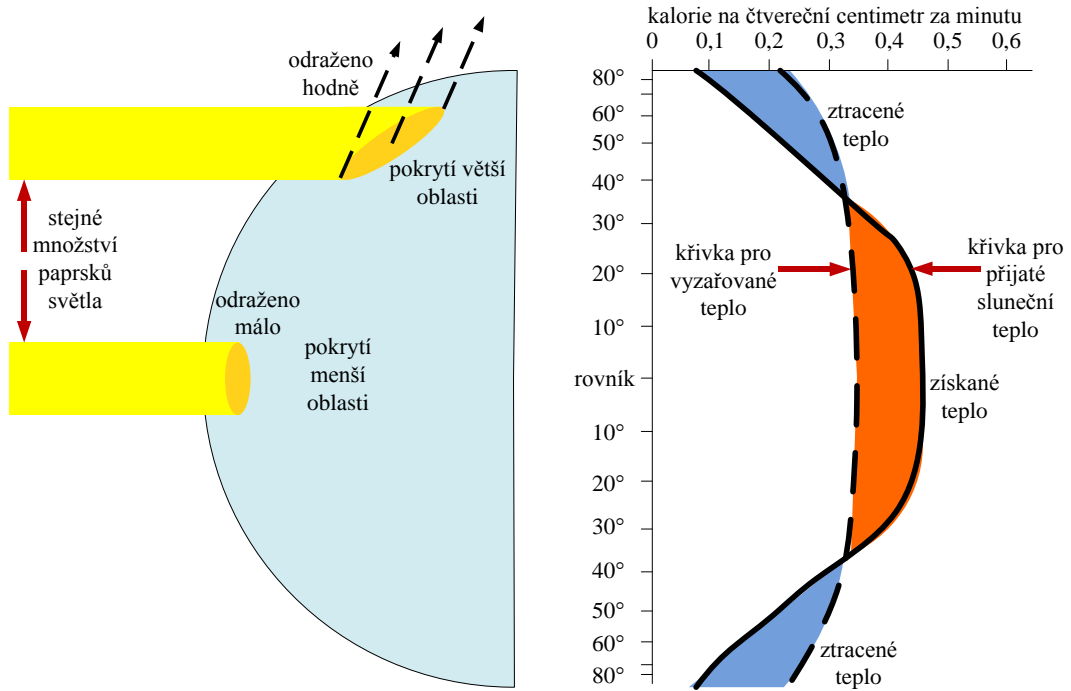 odraženo
hodně
pokrytí větší
oblasti
stejné
množství
paprsků
světla
odraženo
málo
pokrytí
menší
oblasti
kalorie na čtvereční centimetr za minutu
0 0,1 0,2 0,3 0,4 0,5 0,6
80°
60°
50°
40°
30°
20°
10°
rovník
10°
20°
30°
40°
50°
60°
80°
ztracené
teplo
křivka pro
vyzařované
teplo
křivka pro
přijaté
sluneční
teplo
získané
teplo
ztracené
teplo